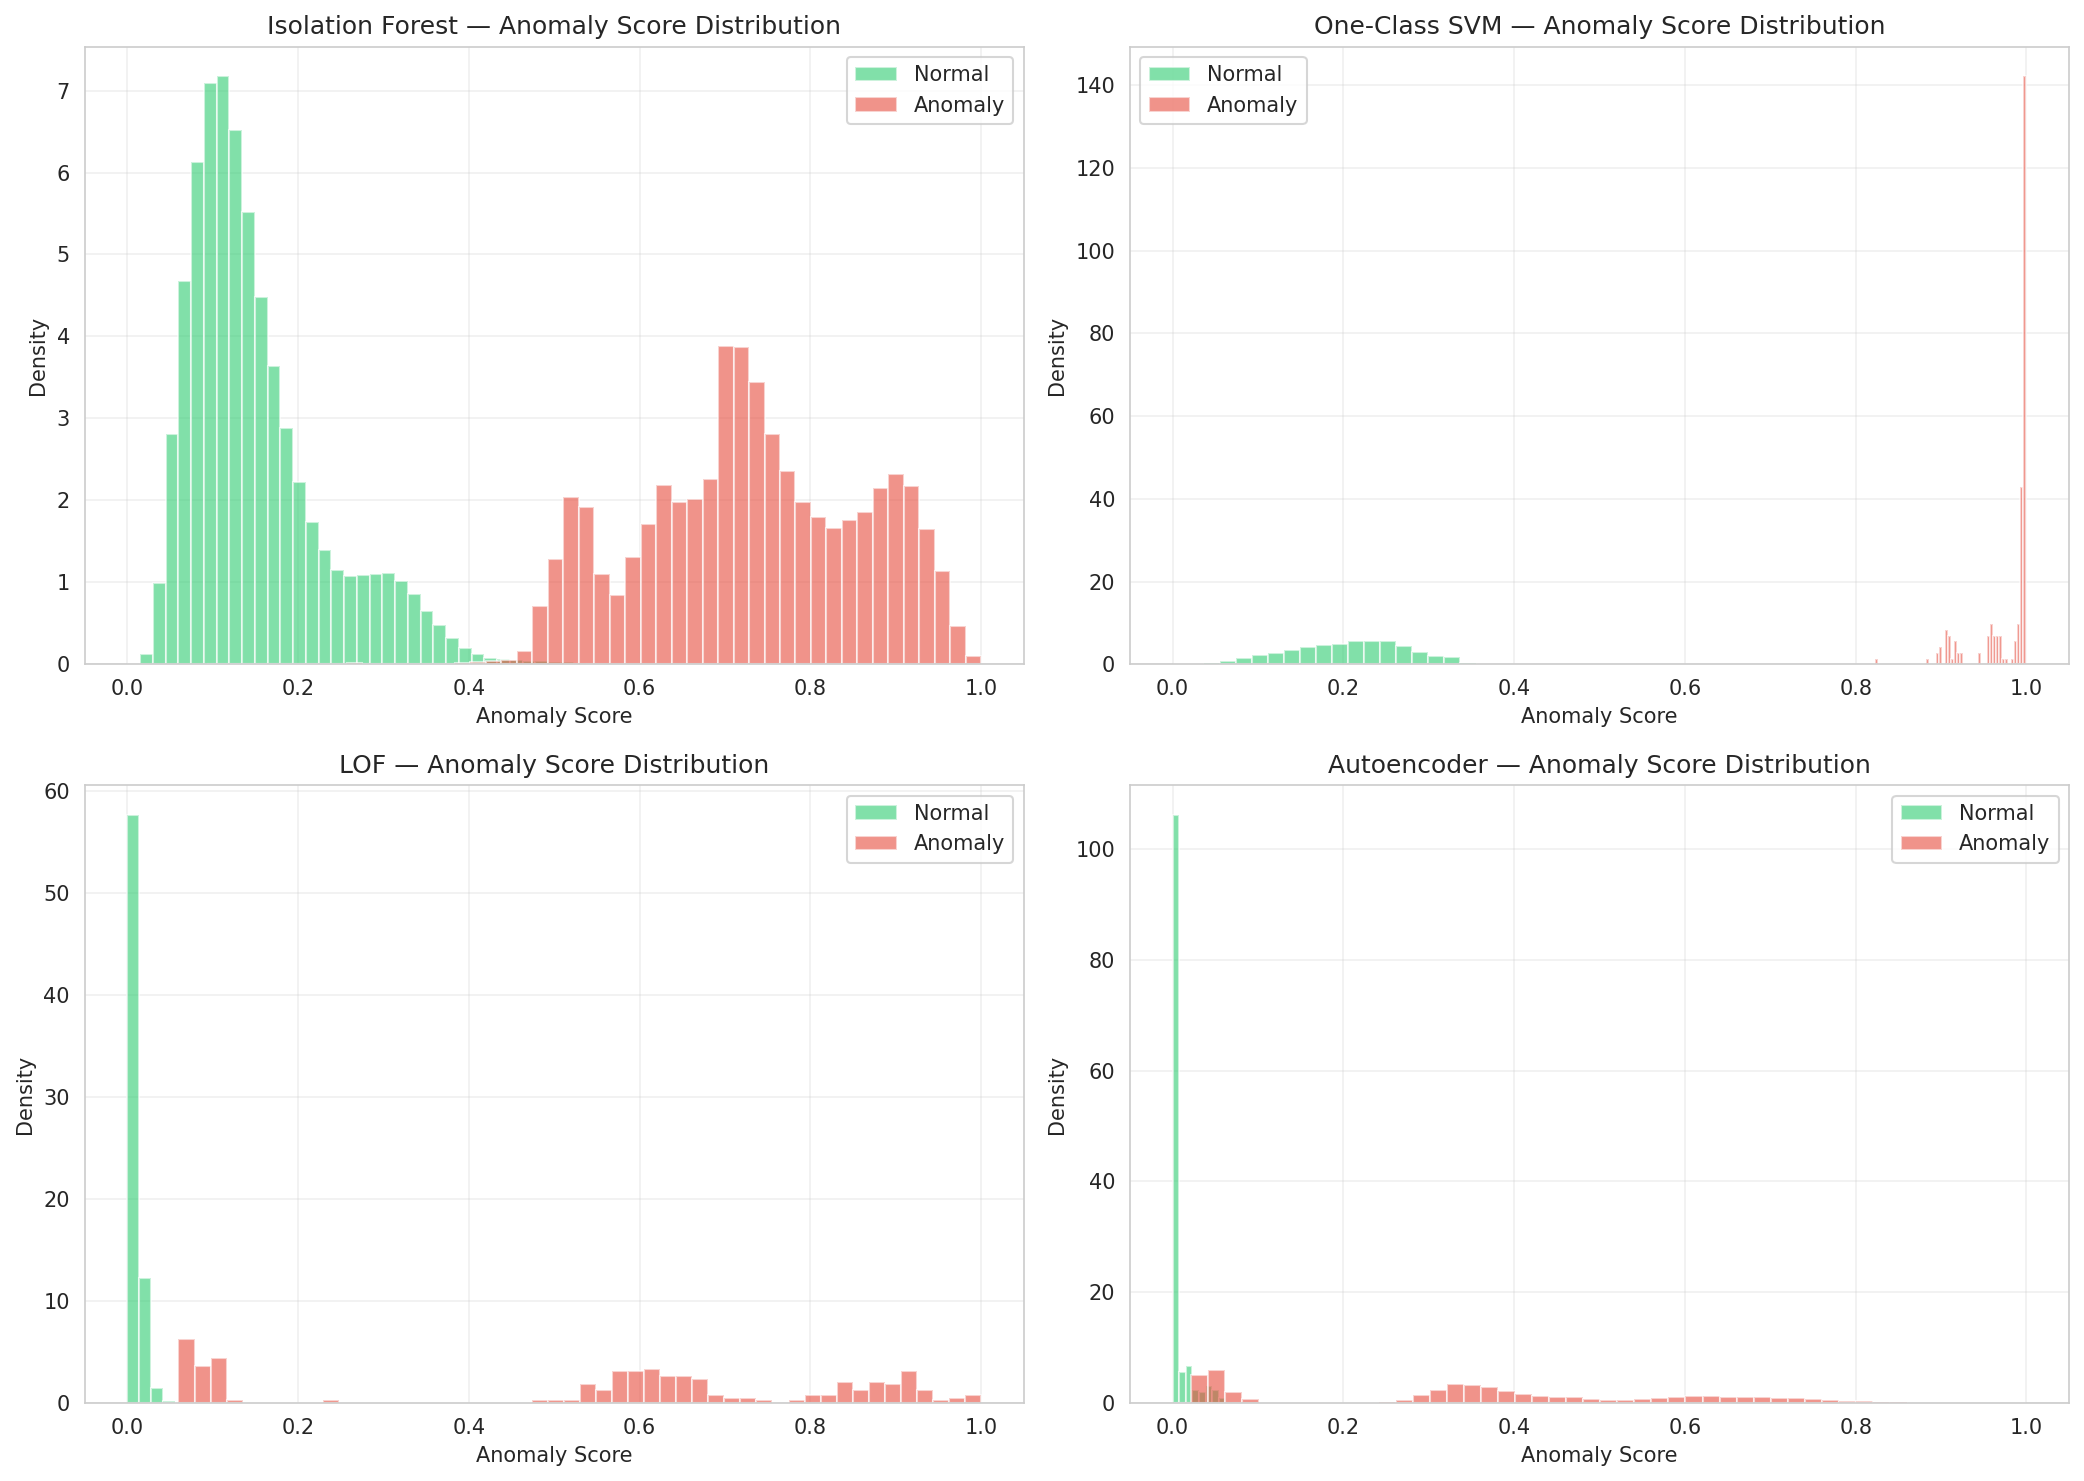 Isolation Forest — Anomaly Score Distribution
Normal
Anomaly
Density
7
6
5
4
3
2
1
0
0.0 0.2 0.4 0.6 0.8 1.0
Anomaly Score
One-Class SVM — Anomaly Score Distribution
Normal
Anomaly
Density
140
120
100
80
60
40
20
0
0.0 0.2 0.4 0.6 0.8 1.0
Anomaly Score
LOF — Anomaly Score Distribution
Normal
Anomaly
Density
60
50
40
30
20
10
0
0.0 0.2 0.4 0.6 0.8 1.0
Anomaly Score
Autoencoder — Anomaly Score Distribution
Normal
Anomaly
Density
100
80
60
40
20
0
0.0 0.2 0.4 0.6 0.8 1.0
Anomaly Score